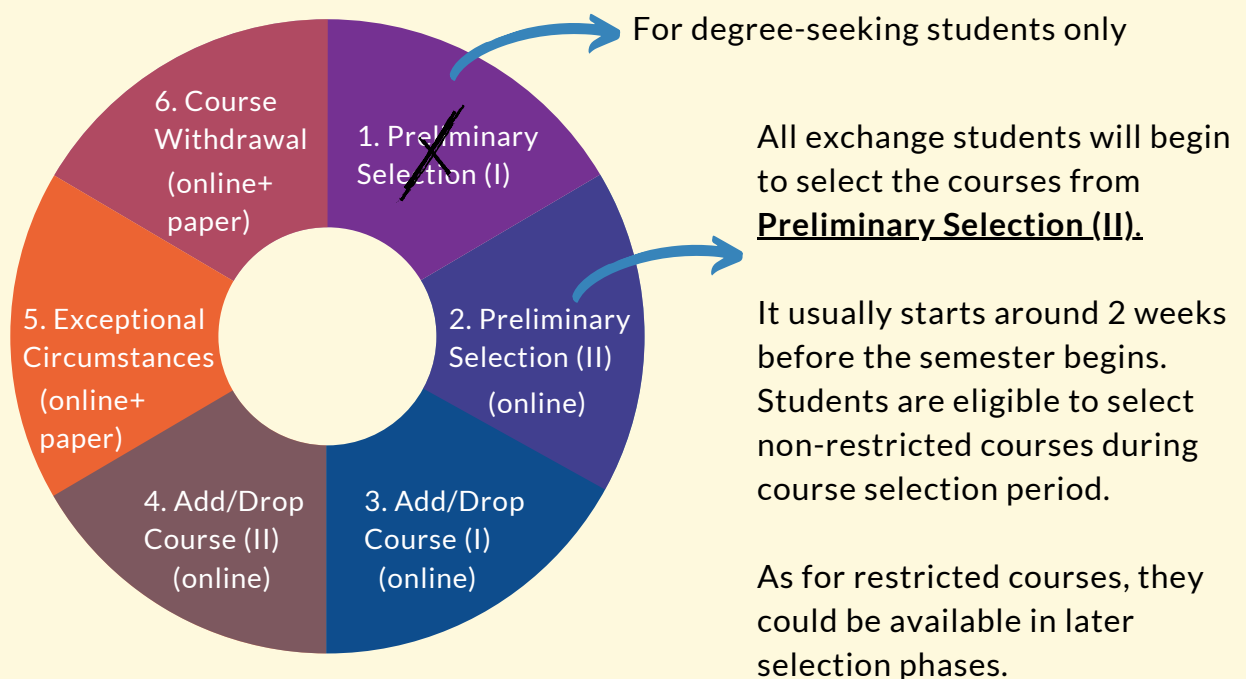 For degree-seeking students only
6. Course
Withdrawal
(online+
paper)
1. Preliminary
Selection (I)
All exchange students will begin
to select the courses from
Preliminary Selection (II).
5. Exceptional
Circumstances
(online+
paper)
2. Preliminary
Selection (II)
(online)
It usually starts around 2 weeks
before the semester begins.
Students are eligible to select
non-restricted courses during
course selection period.
4. Add/Drop
Course (II)
(online)
3. Add/Drop
Course (I)
(online)
As for restricted courses, they
could be available in later
selection phases.